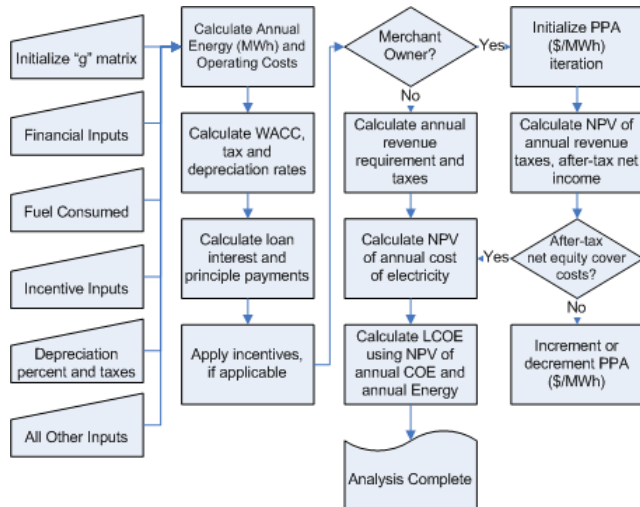 Initialize "g" matrix
Financial Inputs
Fuel Consumed
Incentive Inputs
Depreciation
percent and taxes
All Other Inputs
Calculate Annual
Energy (MWh) and
Operating Costs
Calculate WACC,
tax and
depreciation rates
Calculate loan
interest and
principle payments
Apply incentives,
if applicable
Merchant
Owner?
Yes
No
Calculate annual
revenue
requirement and
taxes
Calculate NPV
of annual cost
of electricity
Calculate LCOE
using NPV of
annual COE and
annual Energy
Analysis Complete
Initialize PPA
($/MWh)
iteration
Calculate NPV of
annual revenue
taxes, after-tax net
income
After-tax
net equity cover
costs?
Yes
No
Increment or
decrement PPA
($/MWh)